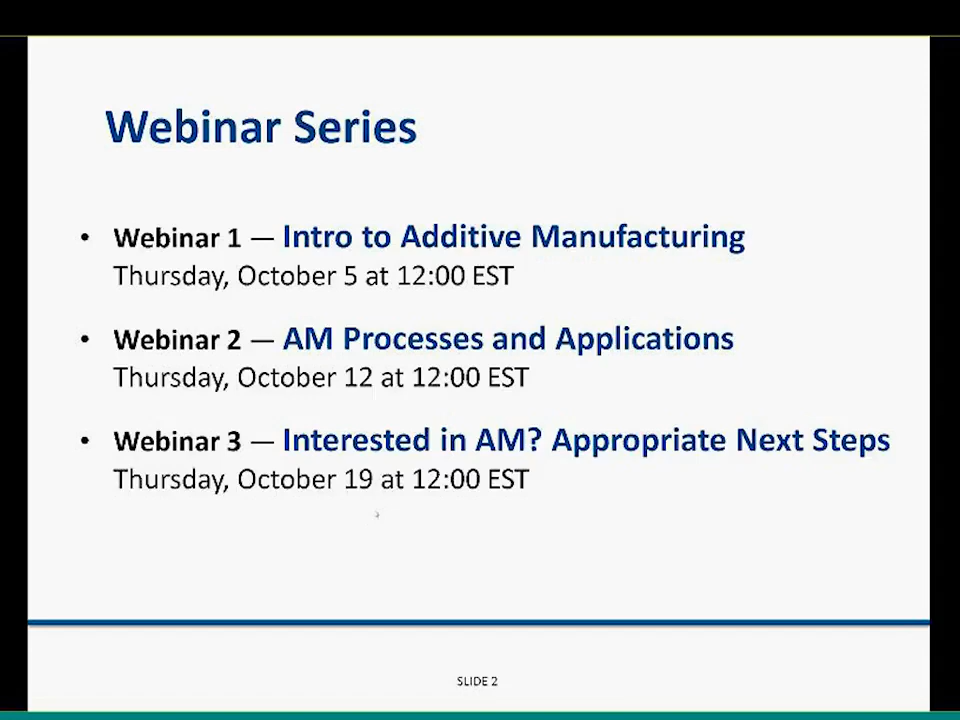 Webinar Series
• Webinar 1 — Intro to Additive Manufacturing
Thursday, October 5 at 12:00 EST
• Webinar 2 — AM Processes and Applications
Thursday, October 12 at 12:00 EST
• Webinar 3 — Interested in AM? Appropriate Next Steps
Thursday, October 19 at 12:00 EST
SLIDE 2